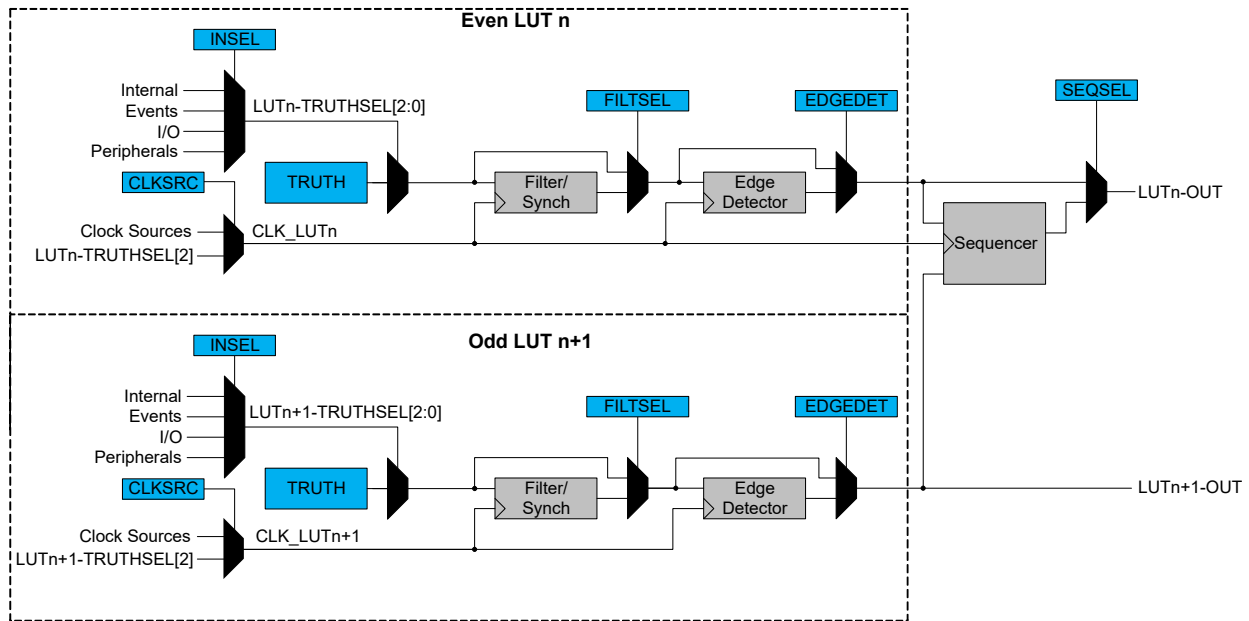 Even LUT n
INSEL
Internal
Events
I/O
Peripherals
LUTn-TRUTHSEL[2:0]
FILTSEL
EDGEDET
SEQSEL
CLKSRC
TRUTH
Filter/
Synch
Edge
Detector
LUTn-OUT
Clock Sources
LUTn-TRUTHSEL[2]
CLK_LUTn
Sequencer
Odd LUT n+1
INSEL
Internal
Events
I/O
Peripherals
LUTn+1-TRUTHSEL[2:0]
FILTSEL
EDGEDET
CLKSRC
TRUTH
Filter/
Synch
Edge
Detector
LUTn+1-OUT
Clock Sources
LUTn+1-TRUTHSEL[2]
CLK_LUTn+1